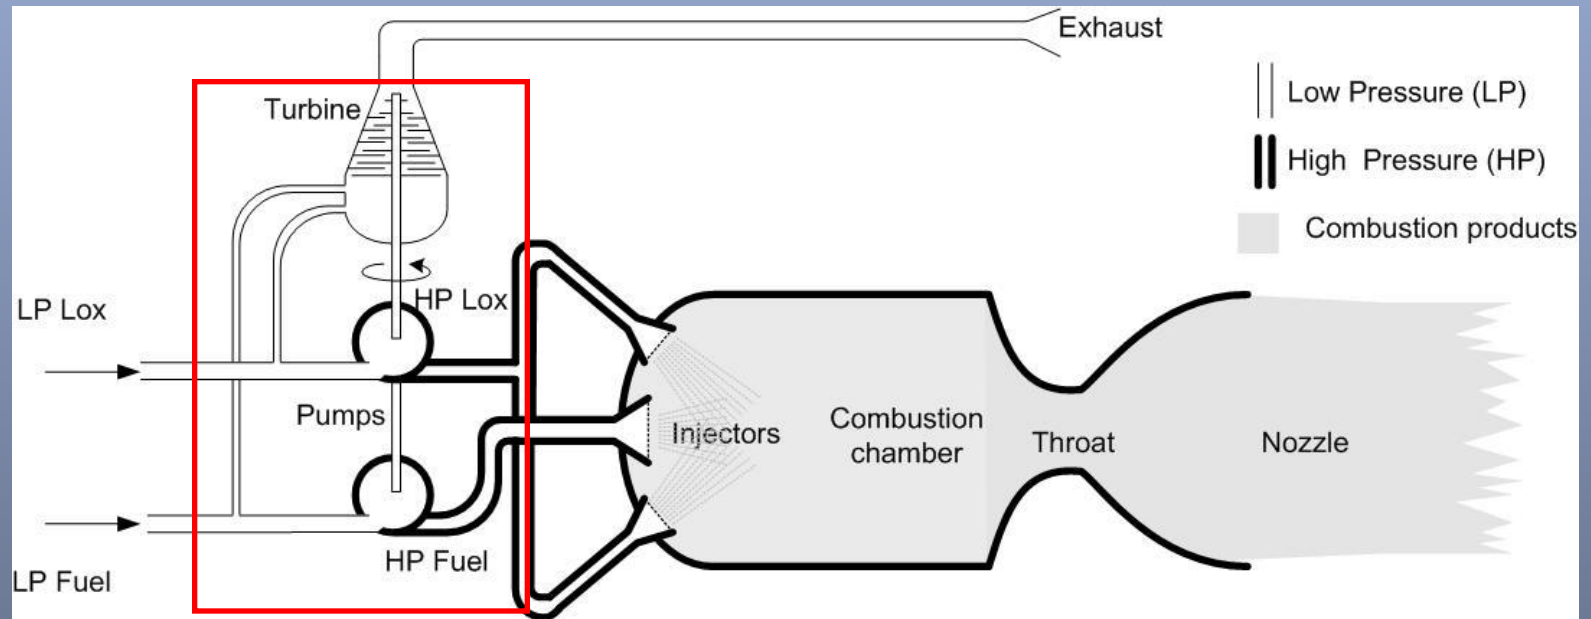 Exhaust
Turbine
Low Pressure (LP)
High Pressure (HP)
Combustion products
LP Lox
HP Lox
Pumps
Injectors
Combustion
chamber
Throat
Nozzle
HP Fuel
LP Fuel